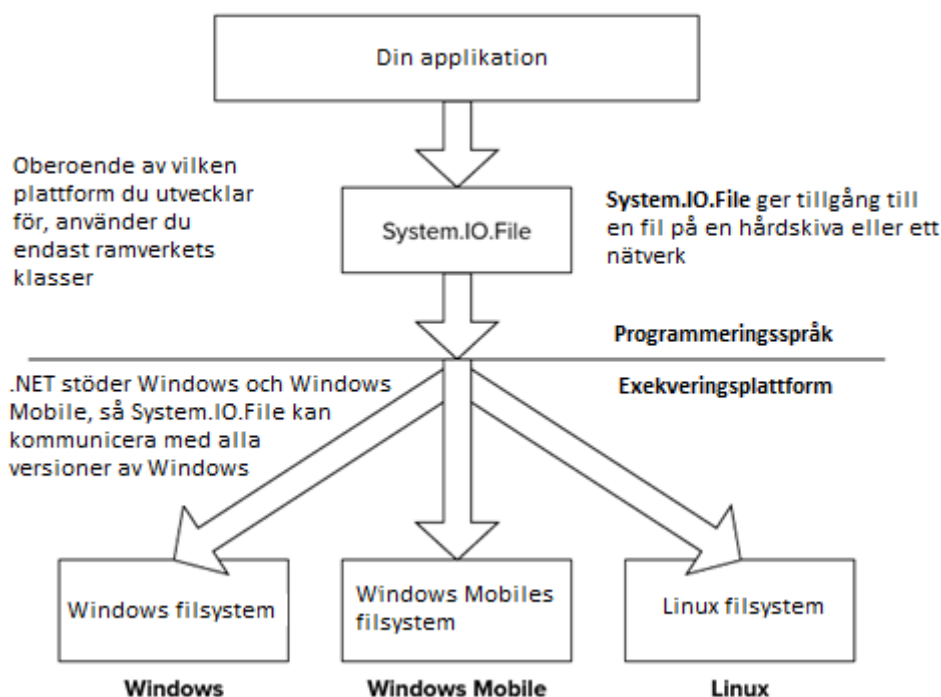 Din applikation
Oberoende av vilken
plattform du utvecklar
för, använder du
endast ramverkets
klasser
System.IO.File
System.IO.File ger tillgång till
en fil på en hårdskiva eller ett
nätverk
Programmeringsspråk
Exekveringsplattform
.NET stöder Windows och Windows
Mobile, så System.IO.File kan
kommunicera med alla
versioner av Windows
Windows filsystem
Windows Mobiles
filsystem
Linux filsystem
Windows
Windows Mobile
Linux